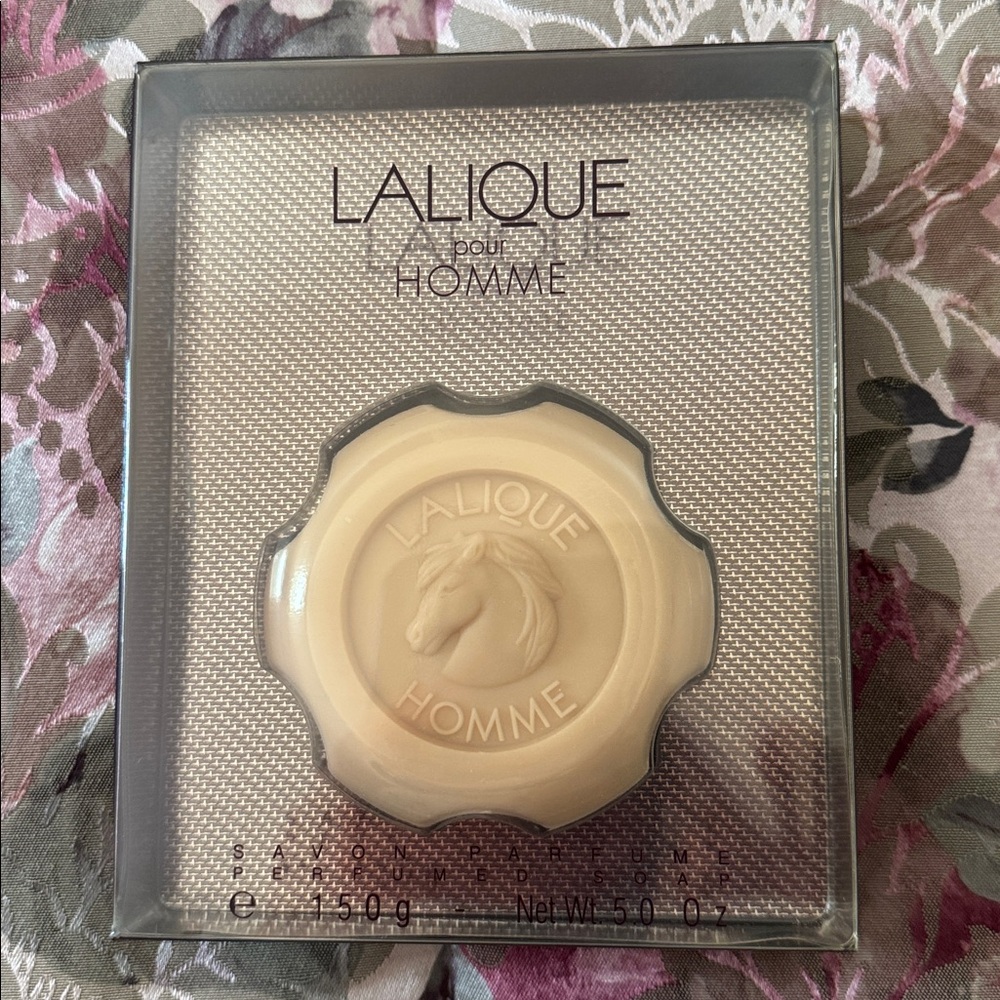 LALIQUE
pour
HOMME
LALIQUE
HOMME
SAVON PARFUME
PERFUMED SOAP
e 150g - Net Wt. 5.0 Oz